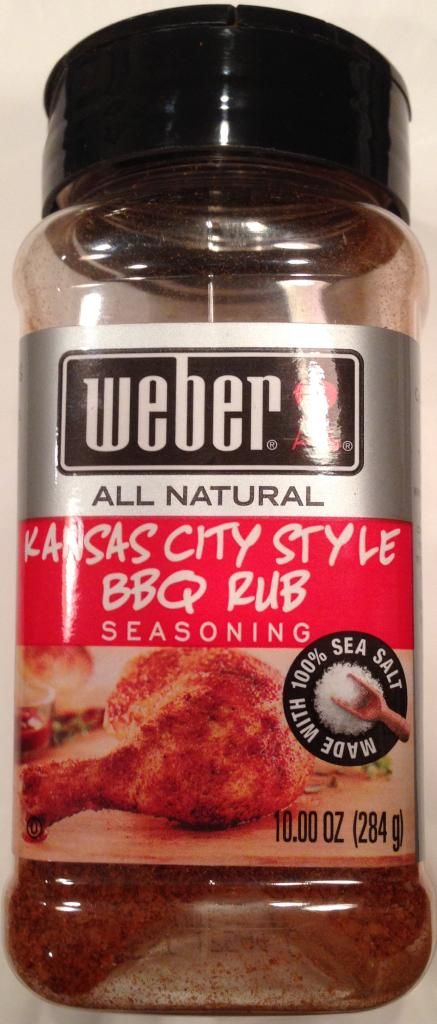 weber ® ®
ALL NATURAL
KANSAS CITY STYLE
BBQ RUB
SEASONING
MADE WITH 100% SEA SALT
10.00 OZ (284 g)
U